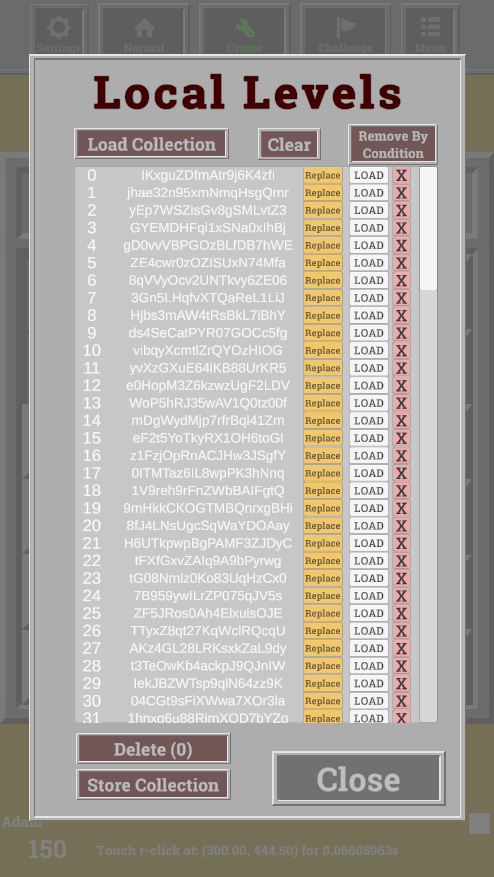 Settings Normal Create Challenge Menu
Local Levels
Load Collection Clear Remove By
Condition
0 IKxguZDfmAtr9j6K4zfi Replace LOAD X
1 jhae32n95xmNmqHsgQmr Replace LOAD X
2 yEp7WSZisGv8gSMLvtZ3 Replace LOAD X
3 GYEMDHFqi1xSNa0xIhBj Replace LOAD X
4 gD0vvVBPGOzBLfDB7hWE Replace LOAD X
5 ZE4cwr0zOZISUxN74Mfa Replace LOAD X
6 8qVVyOcv2UNTkvy6ZE06 Replace LOAD X
7 3Gn5LHqfvXTQaReL1LiJ Replace LOAD X
8 Hjbs3mAW4tRsBkL7iBhY Replace LOAD X
9 ds4SeCatPYR07GOCc5fg Replace LOAD X
10 vibqyXcmtlZrQYOzHIOG Replace LOAD X
11 yvXzGXuE64iKB88UrKR5 Replace LOAD X
12 e0HopM3Z6kzwzUgF2LDV Replace LOAD X
13 WoP5hRJ35wAV1Q0tz00f Replace LOAD X
14 mDgWydMjp7rfrBql41Zm Replace LOAD X
15 eF2t5YoTkyRX1OH6toGI Replace LOAD X
16 z1FzjOpRnACJHw3JSgfY Replace LOAD X
17 0ITMTaz6IL8wpPK3hNnq Replace LOAD X
18 1V9reh9rFnZWbBAIFgtQ Replace LOAD X
19 9mHkkCKOGTMBQnrxgBHi Replace LOAD X
20 8fJ4LNsUgcSqWaYDOAay Replace LOAD X
21 H6UTkpwpBgPAMF3ZJDyC Replace LOAD X
22 tFXfGxvZAIq9A9bPyrwg Replace LOAD X
23 tG08Nmlz0Ko83UqHzCx0 Replace LOAD X
24 7B959ywILrZP075qJV5s Replace LOAD X
25 ZF5JRos0Ah4ElxuisOJE Replace LOAD X
26 TTyxZ8qt27KqWclRQcqU Replace LOAD X
27 AKz4GL28LRKsxkZaL9dy Replace LOAD X
28 t3TeOwKb4ackpJ9QJnIW Replace LOAD X
29 IekJBZWTsp9qlN64zz9K Replace LOAD X
30 04CGt9sFiXWwa7XOr3la Replace LOAD X
31 1hnxg6u88RimXOD7bYZg Replace LOAD X
Delete (0)
Store Collection
Close
Adam
150 Touch r-click at: (300.00, 444.50) for 0.06608963s